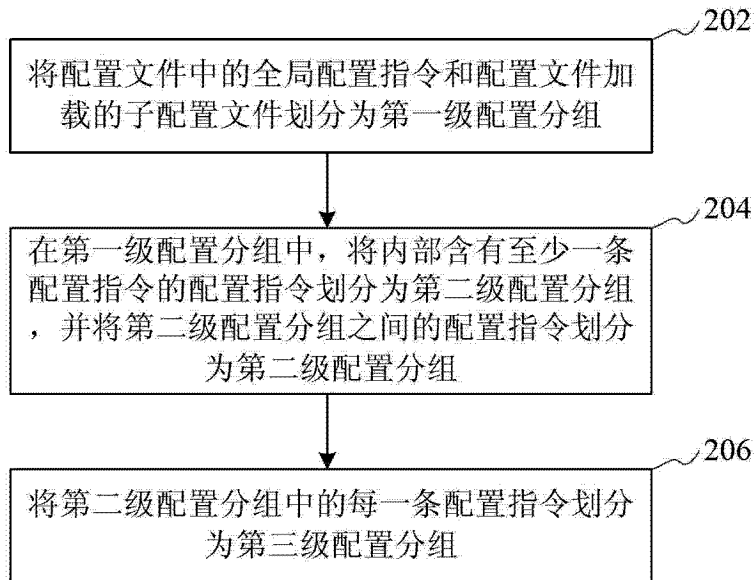 202
将配置文件中的全局配置指令和配置文件加
载的子配置文件划分为第一级配置分组
204
在第一级配置分组中，将内部含有至少一条
配置指令的配置指令划分为第二级配置分组
，并将第二级配置分组之间的配置指令划分
为第二级配置分组
206
将第二级配置分组中的每一条配置指令划分
为第三级配置分组